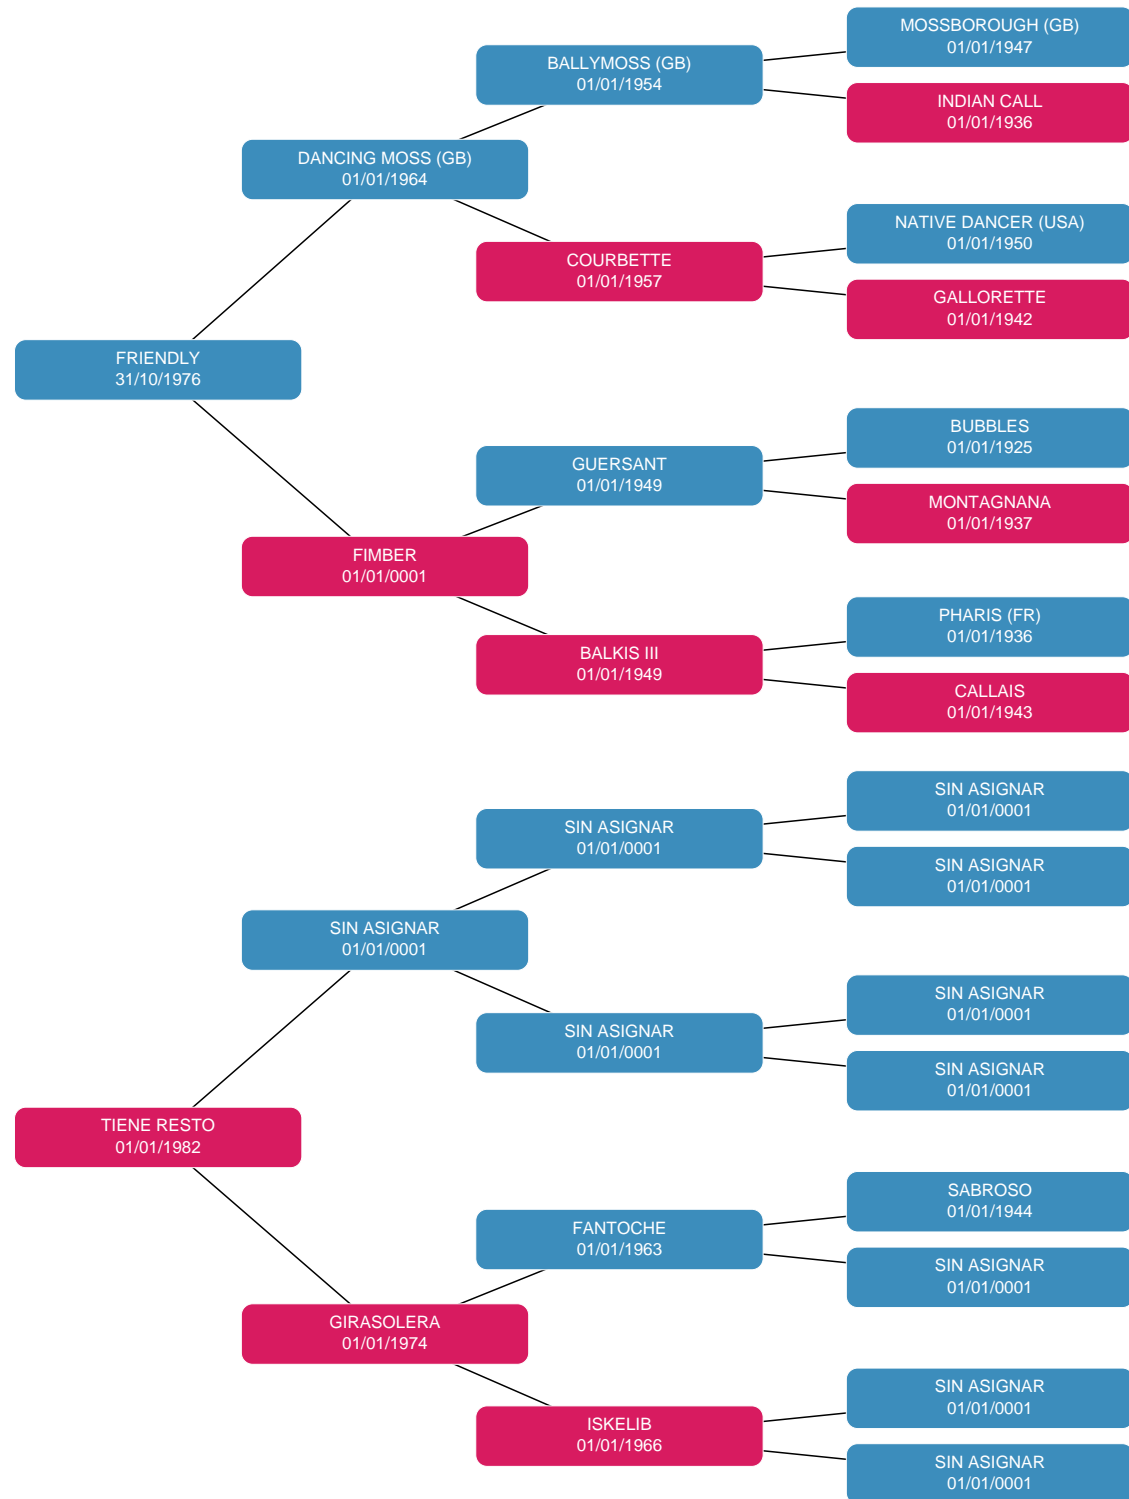 MOSSBOROUGH (GB)
01/01/1947
BALLYMOSS (GB)
01/01/1954
INDIAN CALL
01/01/1936
DANCING MOSS (GB)
01/01/1964
NATIVE DANCER (USA)
01/01/1950
COURBETTE
01/01/1957
GALLORETTE
01/01/1942
FRIENDLY
31/10/1976
BUBBLES
01/01/1925
GUERSANT
01/01/1949
MONTAGNANA
01/01/1937
FIMBER
01/01/0001
PHARIS (FR)
01/01/1936
BALKIS III
01/01/1949
CALLAIS
01/01/1943
SIN ASIGNAR
01/01/0001
SIN ASIGNAR
01/01/0001
SIN ASIGNAR
01/01/0001
SIN ASIGNAR
01/01/0001
SIN ASIGNAR
01/01/0001
SIN ASIGNAR
01/01/0001
SIN ASIGNAR
01/01/0001
TIENE RESTO
01/01/1982
SABROSO
01/01/1944
FANTOCHE
01/01/1963
SIN ASIGNAR
01/01/0001
GIRASOLERA
01/01/1974
SIN ASIGNAR
01/01/0001
ISKELIB
01/01/1966
SIN ASIGNAR
01/01/0001